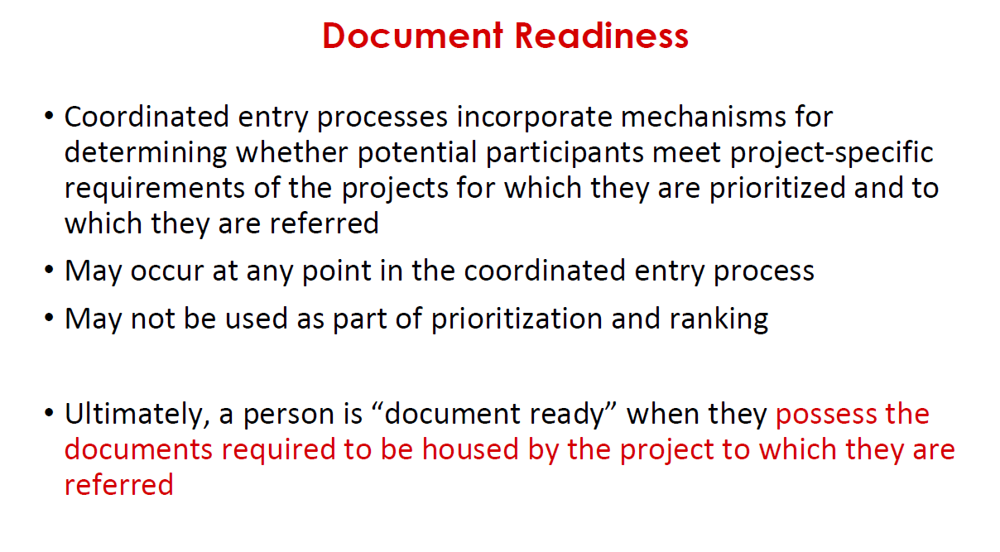 Document Readiness
• Coordinated entry processes incorporate mechanisms for
determining whether potential participants meet project-specific
requirements of the projects for which they are prioritized and to
which they are referred
• May occur at any point in the coordinated entry process
• May not be used as part of prioritization and ranking
• Ultimately, a person is “document ready” when they possess the
documents required to be housed by the project to which they are
referred